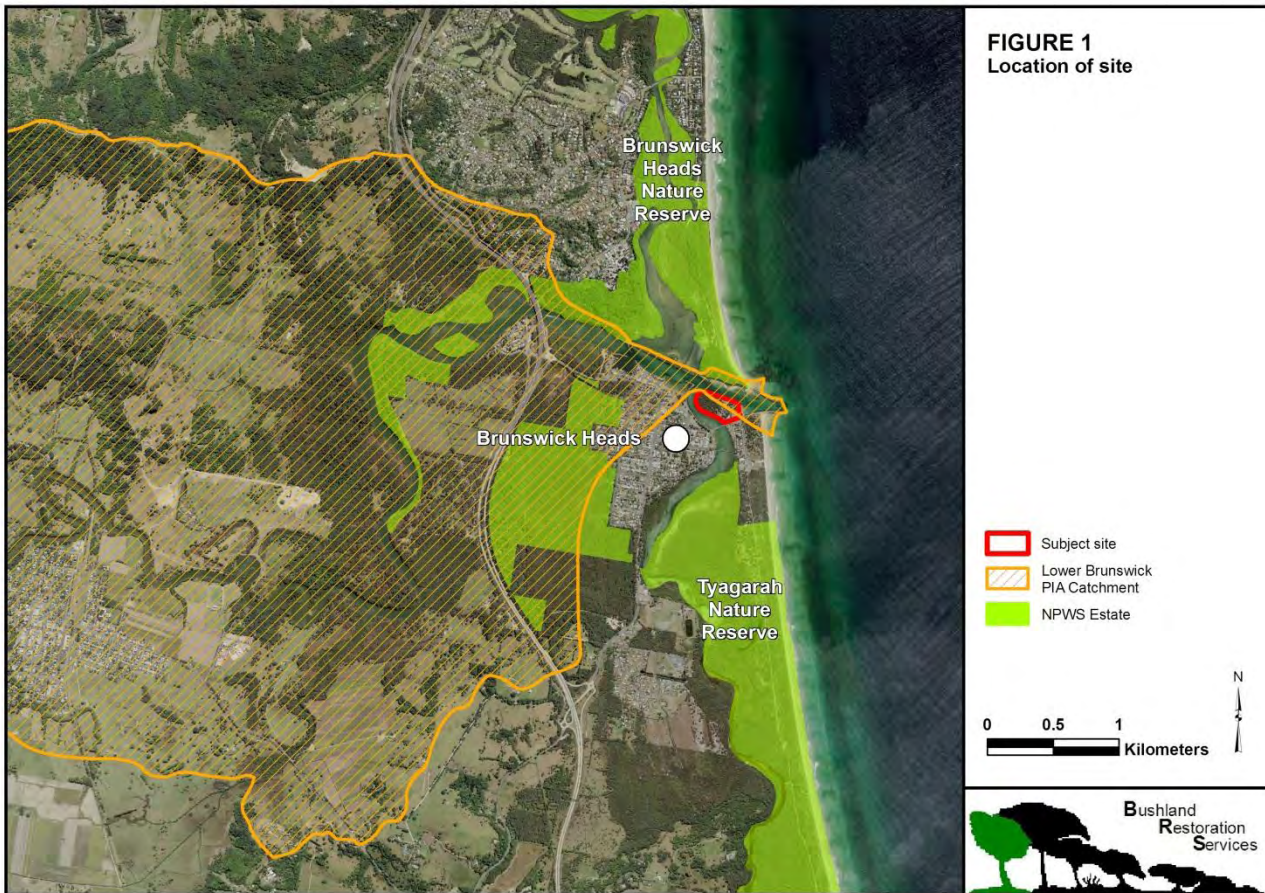 FIGURE 1
Location of site
Brunswick
Heads
Nature
Reserve
Brunswick Heads
Tyagarah
Nature
Reserve
Subject site
Lower Brunswick
PIA Catchment
NPWS Estate
N
0 0.5 1
Kilometers
Bushland
Restoration
Services